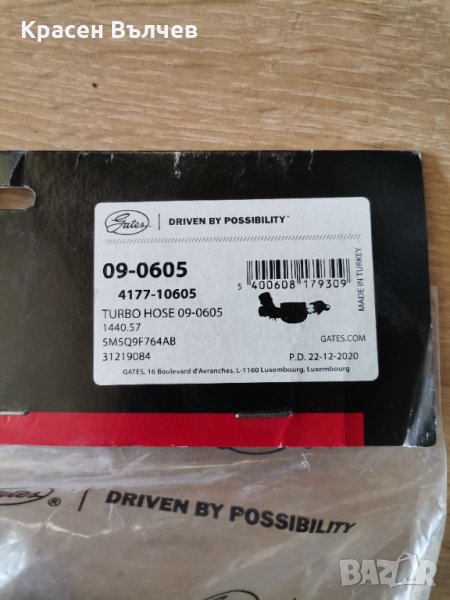 Красен Вълчев
Gates
DRIVEN BY POSSIBILITY™
09-0605
4177-10605
TURBO HOSE 09-0605
1440.57
5M5Q9F764AB
31219084
5 400608 179309
MADE IN TURKEY
GATES.COM
P.D. 22-12-2020
GATES, 16 Boulevard d'Avranches, L-1160 Luxembourg, Luxembourg
Gates®
DRIVEN BY POSSIBILITY
BAZAR